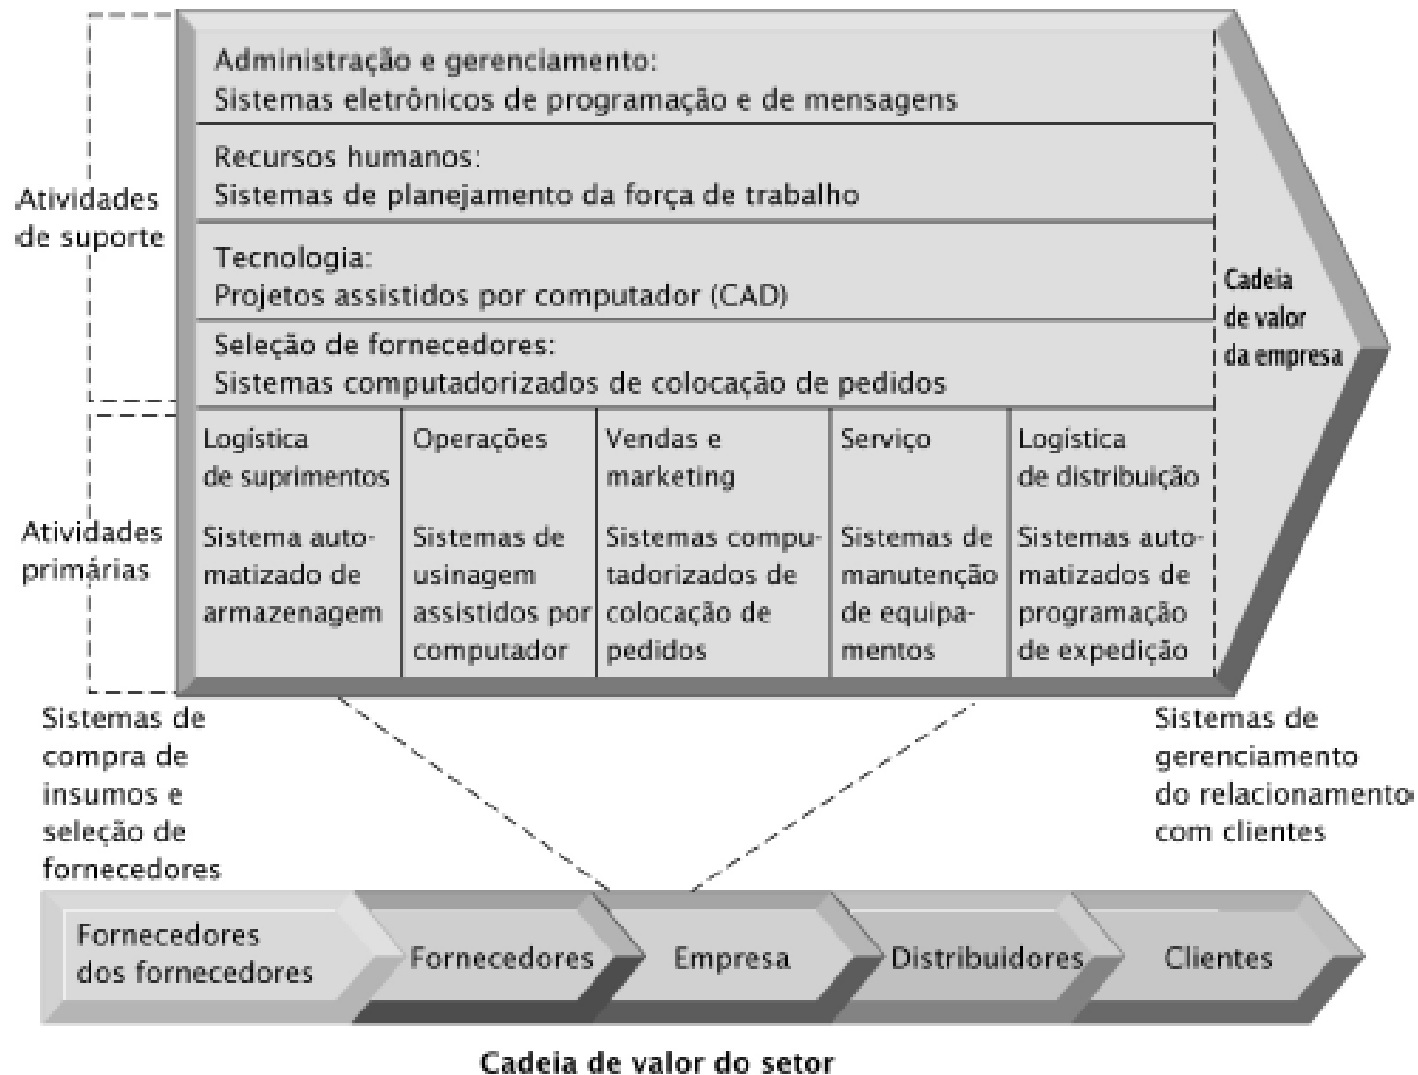 Administração e gerenciamento:
Sistemas eletrônicos de programação e de mensagens
Recursos humanos:
Sistemas de planejamento da força de trabalho
Atividades
de suporte
Tecnologia:
Projetos assistidos por computador (CAD)
Seleção de fornecedores:
Sistemas computadorizados de colocação de pedidos
Cadeia
de valor
da empresa
Atividades
primárias
Logística
de suprimentos
Sistema auto-
matizado de
armazenagem
Operações
Sistemas de
usinagem
assistidos por
computador
Vendas e
marketing
Sistemas compu-
tadorizados de
colocação de
pedidos
Serviço
Sistemas de
manutenção
de equipa-
mentos
Logística
de distribuição
Sistemas auto-
matizados de
programação
de expedição
Sistemas de
compra de
insumos e
seleção de
fornecedores
Sistemas de
gerenciamento
do relacionamento
com clientes
Fornecedores
dos fornecedores
Fornecedores
Empresa
Distribuidores
Clientes
Cadeia de valor do setor